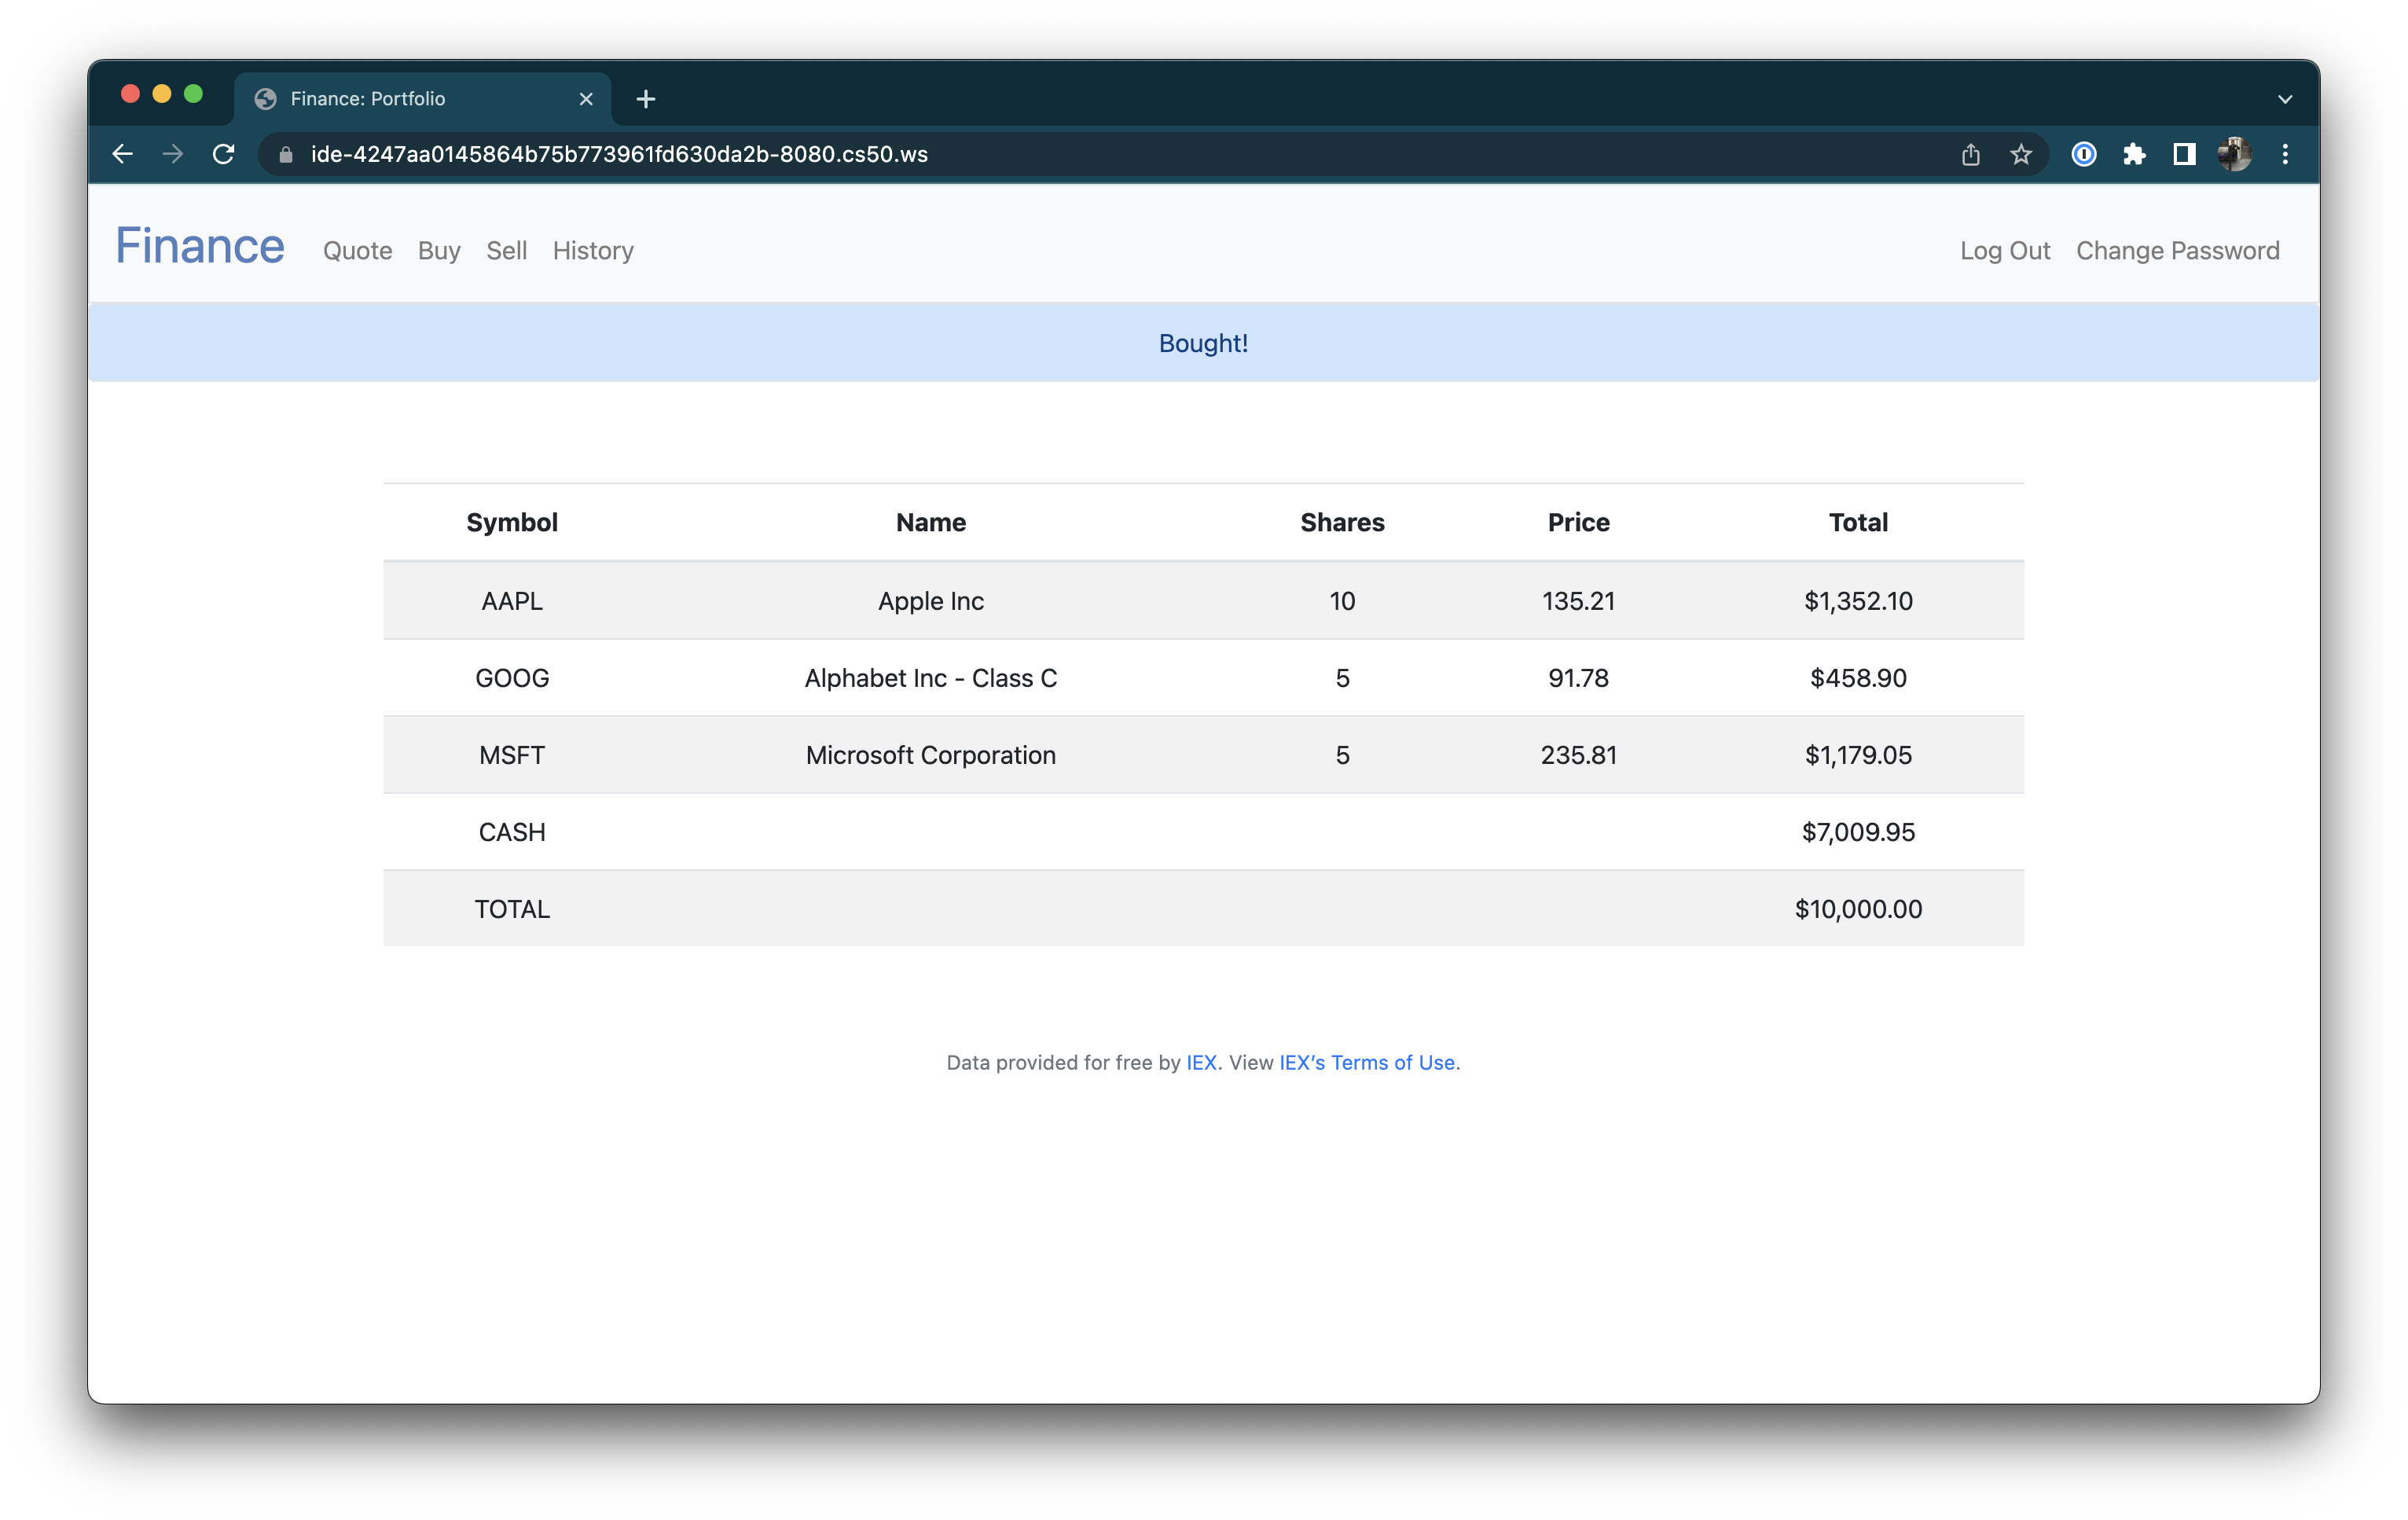 Finance: Portfolio
ide-4247aa0145864b75b773961fd630da2b-8080.cs50.ws
Finance Quote Buy Sell History Log Out Change Password
Bought!
Symbol Name Shares Price Total
AAPL Apple Inc 10 135.21 $1,352.10
GOOG Alphabet Inc - Class C 5 91.78 $458.90
MSFT Microsoft Corporation 5 235.81 $1,179.05
CASH $7,009.95
TOTAL $10,000.00
Data provided for free by IEX. View IEX’s Terms of Use.